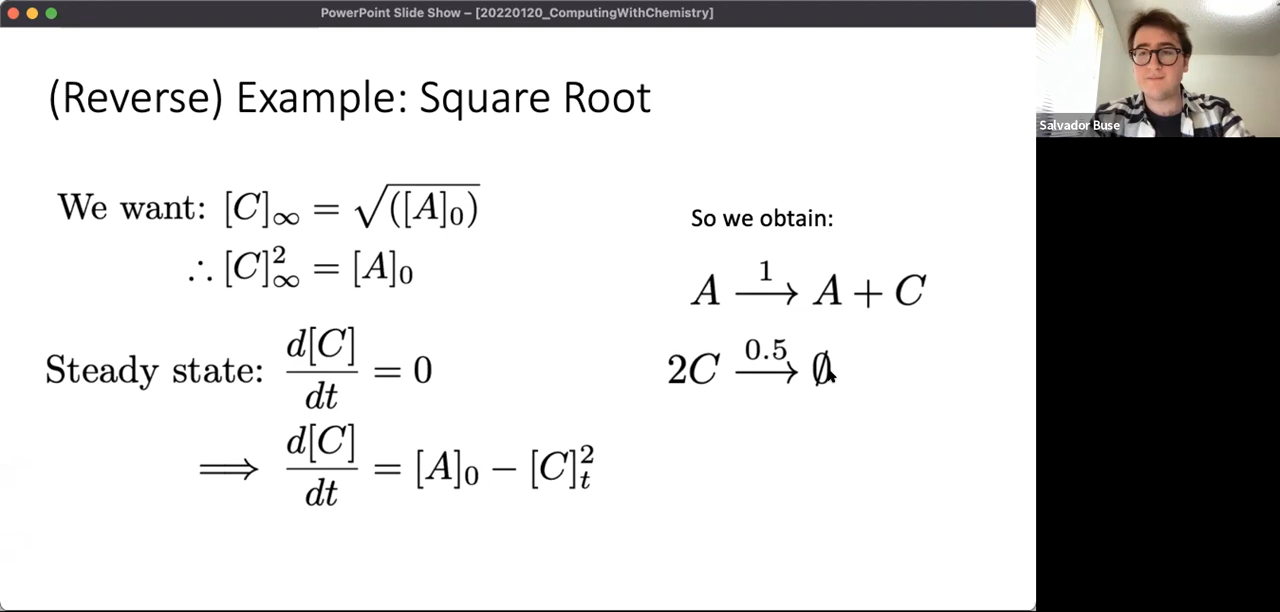 PowerPoint Slide Show – [20220120_ComputingWithChemistry]
Salvador Buse
(Reverse) Example: Square Root
We want: [C]∞ = √([A]₀)
∴ [C]²∞ = [A]₀
Steady state: d[C]/dt = 0
⟹ d[C]/dt = [A]₀ − [C]²ₜ
So we obtain:
A —1→ A + C
2C —0.5→ ∅